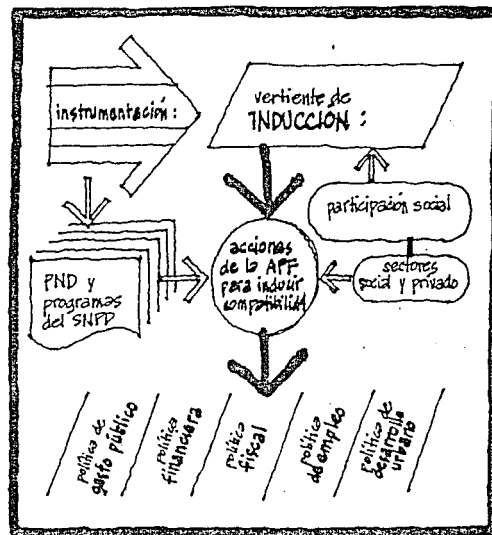 instrumentación:
vertiente de
INDUCCION:
participación social
sectores
social y privado
acciones
de la APF
para inducir
compatibilidad
PND y
programas
del SNPD
política de
gasto público
política
financiera
política
fiscal
política
de empleo
política de
desarrollo
urbano